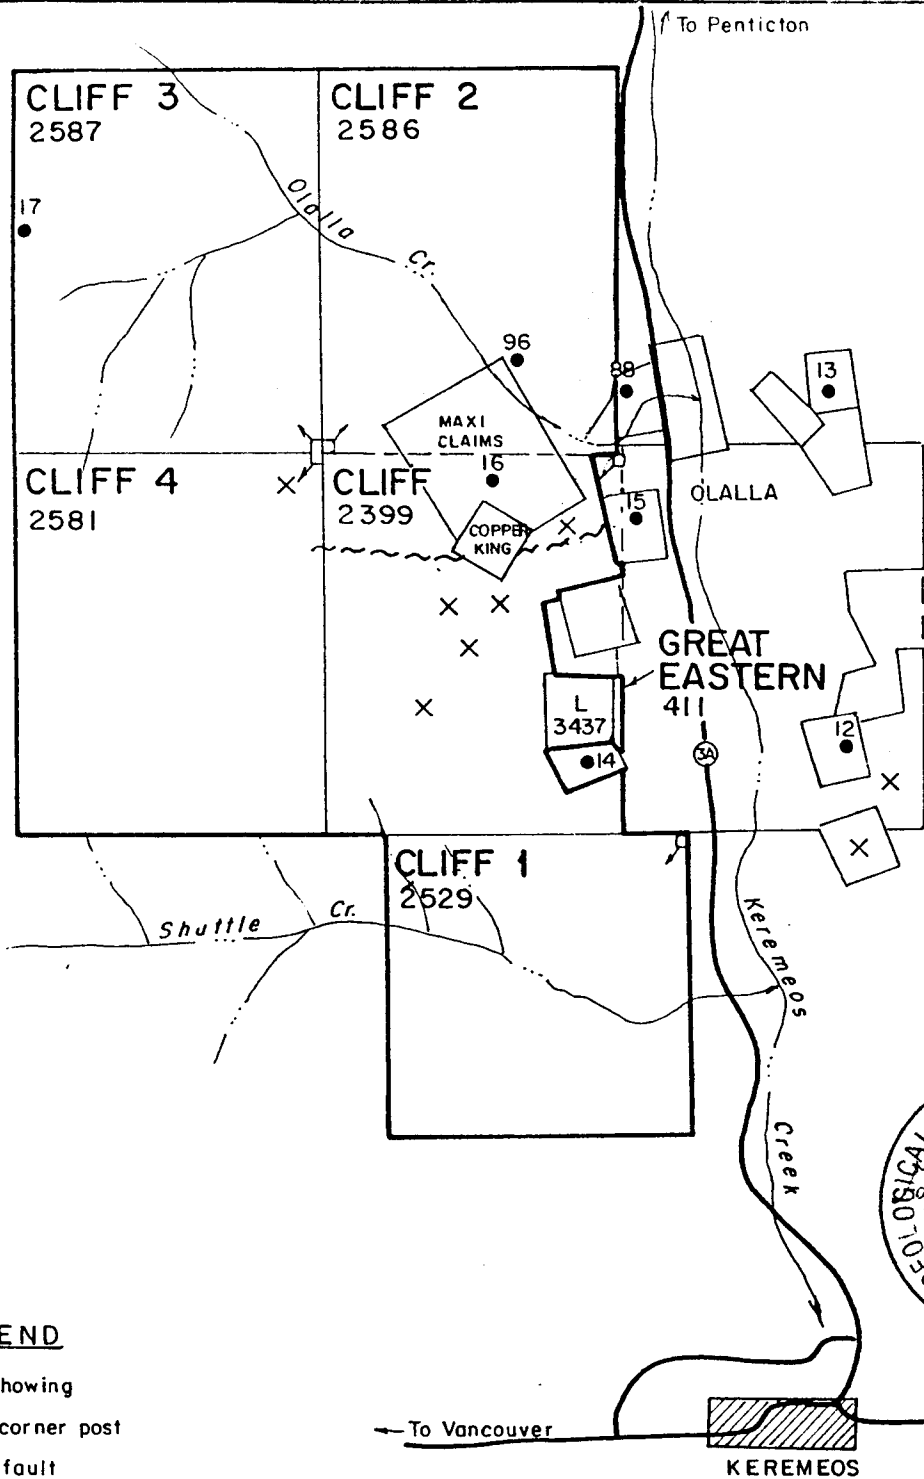 To Penticton
CLIFF 3
2587
CLIFF 2
2586
17
Olalla Cr.
96
88
13
MAXI
CLAIMS
16
CLIFF 4
2581
CLIFF
2399
COPPER
KING
15
OLALLA
GREAT
EASTERN
411
L
3437
14
3A
12
CLIFF 1
2529
Shuttle Cr.
Keremeos Creek
OGICAL
END
howing
corner post
fault
To Vancouver
KEREMEOS